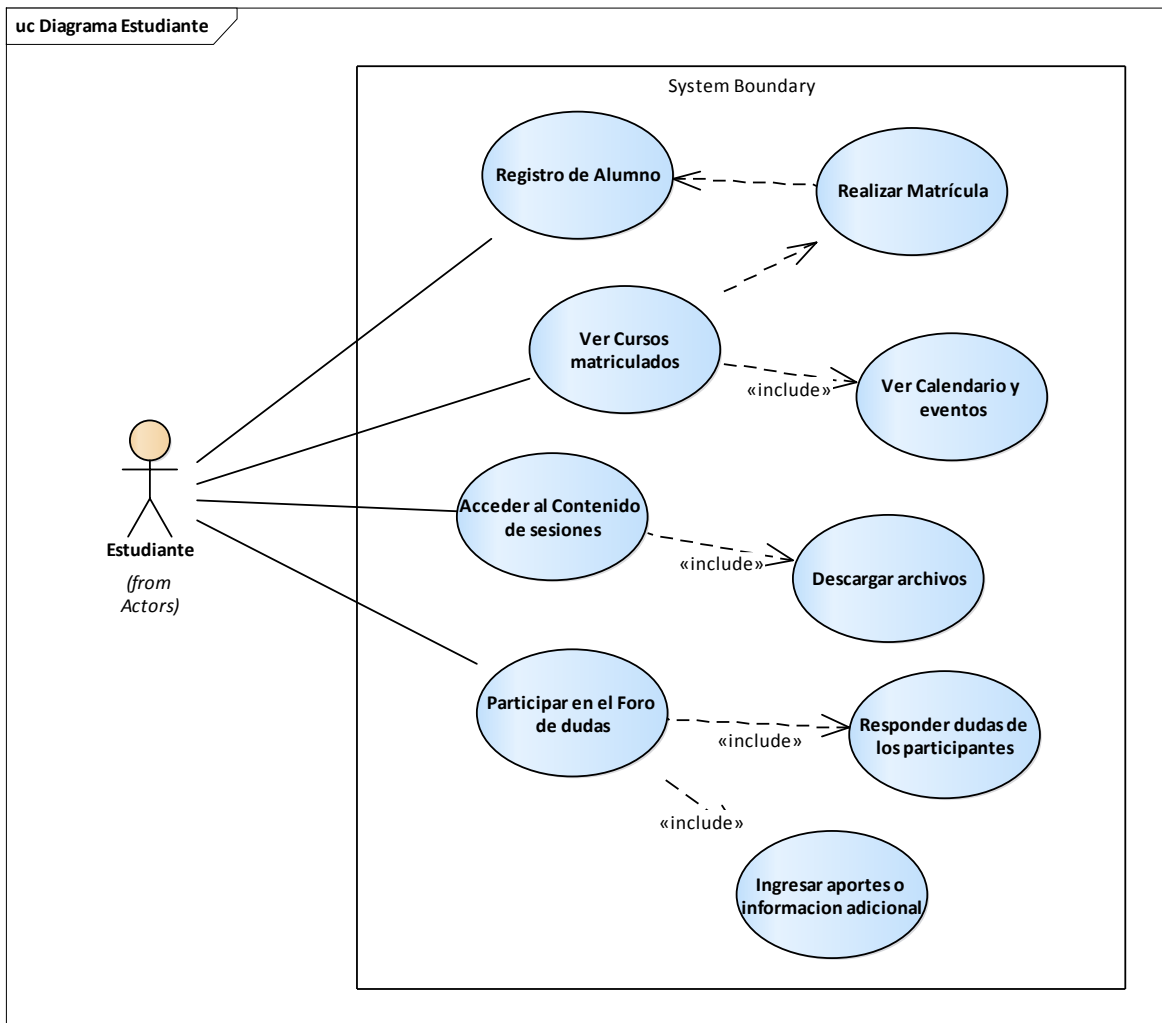 uc Diagrama Estudiante
System Boundary
Registro de Alumno
Realizar Matrícula
Ver Cursos
matriculados
«include»
Ver Calendario y
eventos
Estudiante
(from
Actors)
Acceder al Contenido
de sesiones
«include»
Descargar archivos
Participar en el Foro
de dudas
«include»
Responder dudas de
los participantes
«include»
Ingresar aportes o
informacion adicional